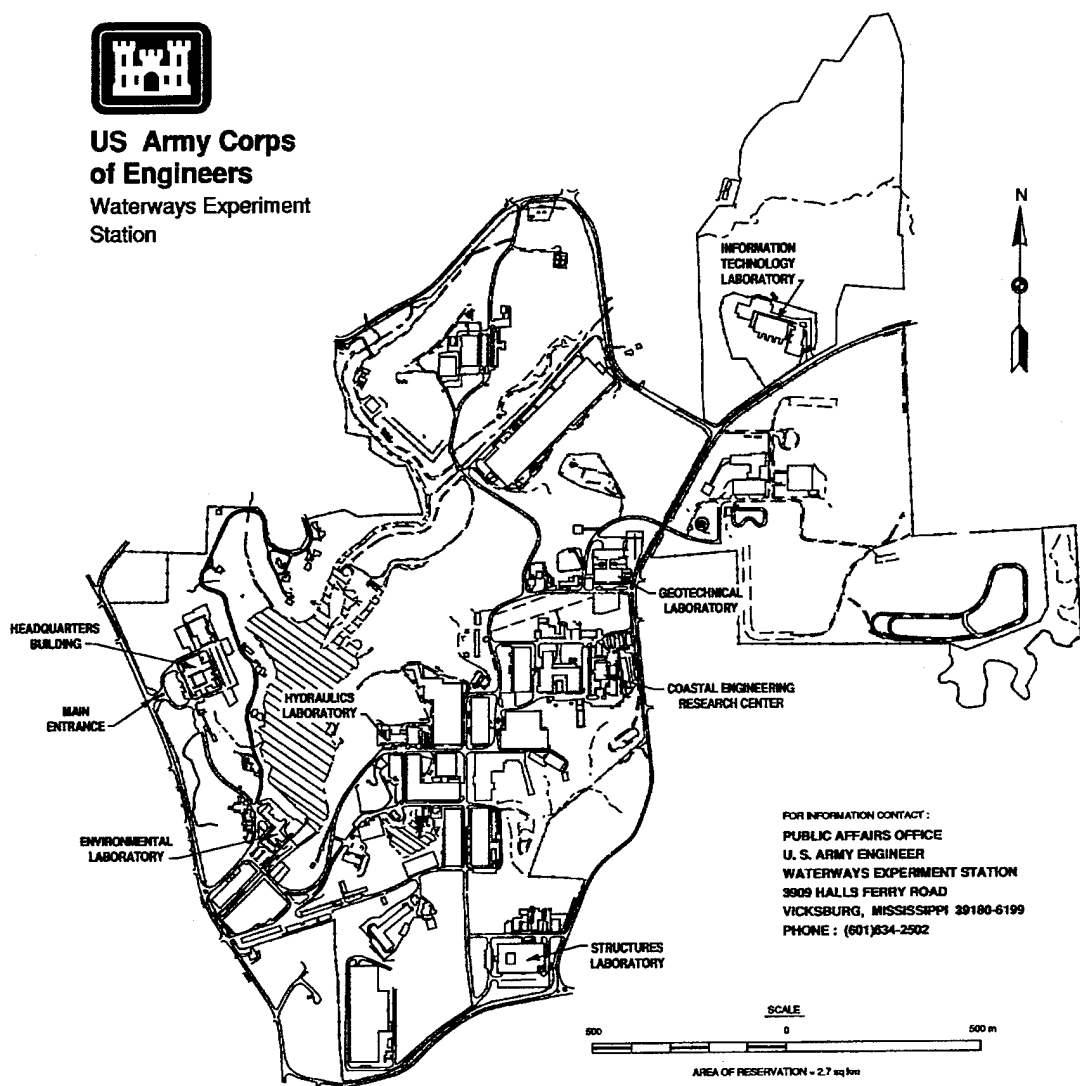 US Army Corps
of Engineers
Waterways Experiment
Station
N
INFORMATION
TECHNOLOGY
LABORATORY
GEOTECHNICAL
LABORATORY
HEADQUARTERS
BUILDING
MAIN
ENTRANCE
HYDRAULICS
LABORATORY
COASTAL ENGINEERING
RESEARCH CENTER
ENVIRONMENTAL
LABORATORY
STRUCTURES
LABORATORY
FOR INFORMATION CONTACT :
PUBLIC AFFAIRS OFFICE
U. S. ARMY ENGINEER
WATERWAYS EXPERIMENT STATION
3909 HALLS FERRY ROAD
VICKSBURG, MISSISSIPPI 39180-6199
PHONE : (601)634-2502
SCALE
500 0 500 m
AREA OF RESERVATION = 2.7 sq km